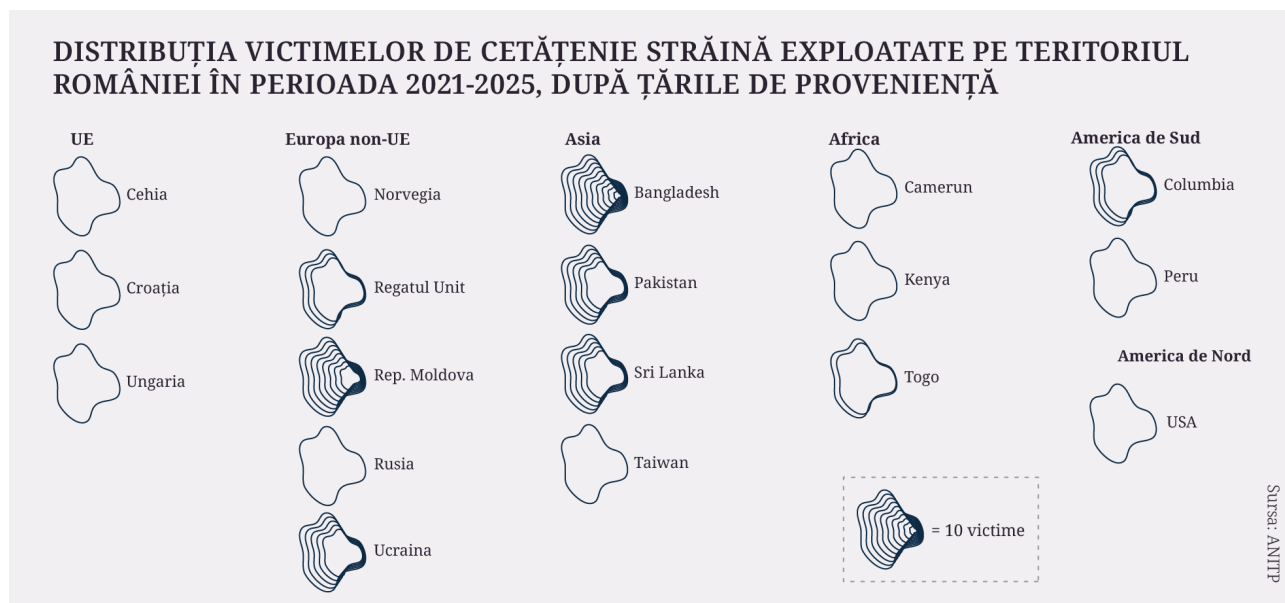 DISTRIBUȚIA VICTIMELOR DE CETĂȚENIE STRĂINĂ EXPLOATATE PE TERITORIUL
ROMÂNIEI ÎN PERIOADA 2021-2025, DUPĂ ȚĂRILE DE PROVENIENȚĂ
UE
Cehia
Croația
Ungaria
Europa non-UE
Norvegia
Regatul Unit
Rep. Moldova
Rusia
Ucraina
Asia
Bangladesh
Pakistan
Sri Lanka
Taiwan
Africa
Camerun
Kenya
Togo
America de Sud
Columbia
Peru
America de Nord
USA
= 10 victime
Sursa: ANITP